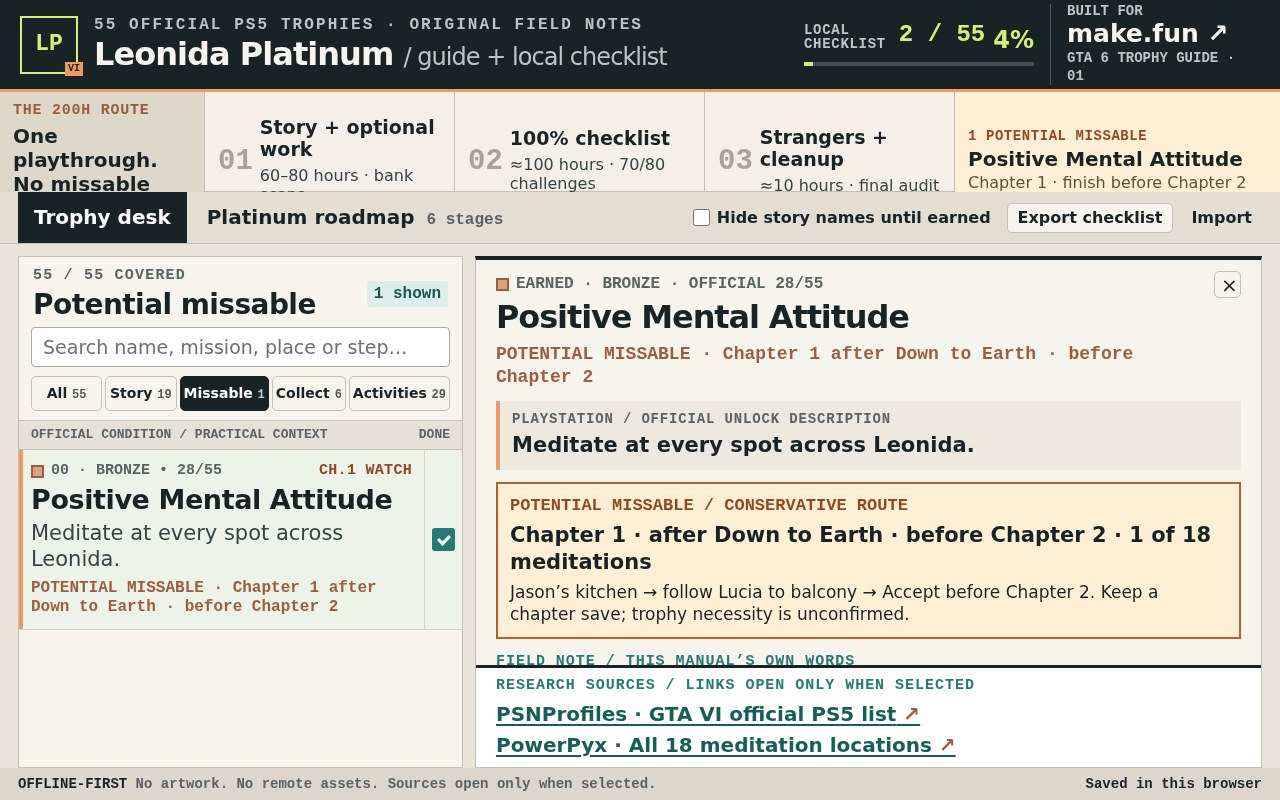 LP
VI
55 OFFICIAL PS5 TROPHIES · ORIGINAL FIELD NOTES
Leonida Platinum / guide + local checklist
LOCAL CHECKLIST
2 / 55 4%
BUILT FOR
make.fun ↗
GTA 6 TROPHY GUIDE · 01
THE 200H ROUTE
One playthrough.
No missable
01
Story + optional work
60–80 hours · bank
02
100% checklist
≈100 hours · 70/80 challenges
03
Strangers + cleanup
≈10 hours · final audit
1 POTENTIAL MISSABLE
Positive Mental Attitude
Chapter 1 · finish before Chapter 2
Trophy desk
Platinum roadmap 6 stages
Hide story names until earned
Export checklist
Import
55 / 55 COVERED
Potential missable
1 shown
Search name, mission, place or step…
All 55
Story 19
Missable 1
Collect 6
Activities 29
OFFICIAL CONDITION / PRACTICAL CONTEXT
DONE
00 · BRONZE • 28/55
CH.1 WATCH
Positive Mental Attitude
Meditate at every spot across
Leonida.
POTENTIAL MISSABLE · Chapter 1 after
Down to Earth · before Chapter 2
EARNED · BRONZE · OFFICIAL 28/55
×
Positive Mental Attitude
POTENTIAL MISSABLE · Chapter 1 after Down to Earth · before
Chapter 2
PLAYSTATION / OFFICIAL UNLOCK DESCRIPTION
Meditate at every spot across Leonida.
POTENTIAL MISSABLE / CONSERVATIVE ROUTE
Chapter 1 · after Down to Earth · before Chapter 2 · 1 of 18
meditations
Jason’s kitchen → follow Lucia to balcony → Accept before Chapter 2. Keep a
chapter save; trophy necessity is unconfirmed.
FIELD NOTE / THIS MANUAL’S OWN WORDS
RESEARCH SOURCES / LINKS OPEN ONLY WHEN SELECTED
PSNProfiles · GTA VI official PS5 list ↗
PowerPyx · All 18 meditation locations ↗
OFFLINE-FIRST No artwork. No remote assets. Sources open only when selected.
Saved in this browser